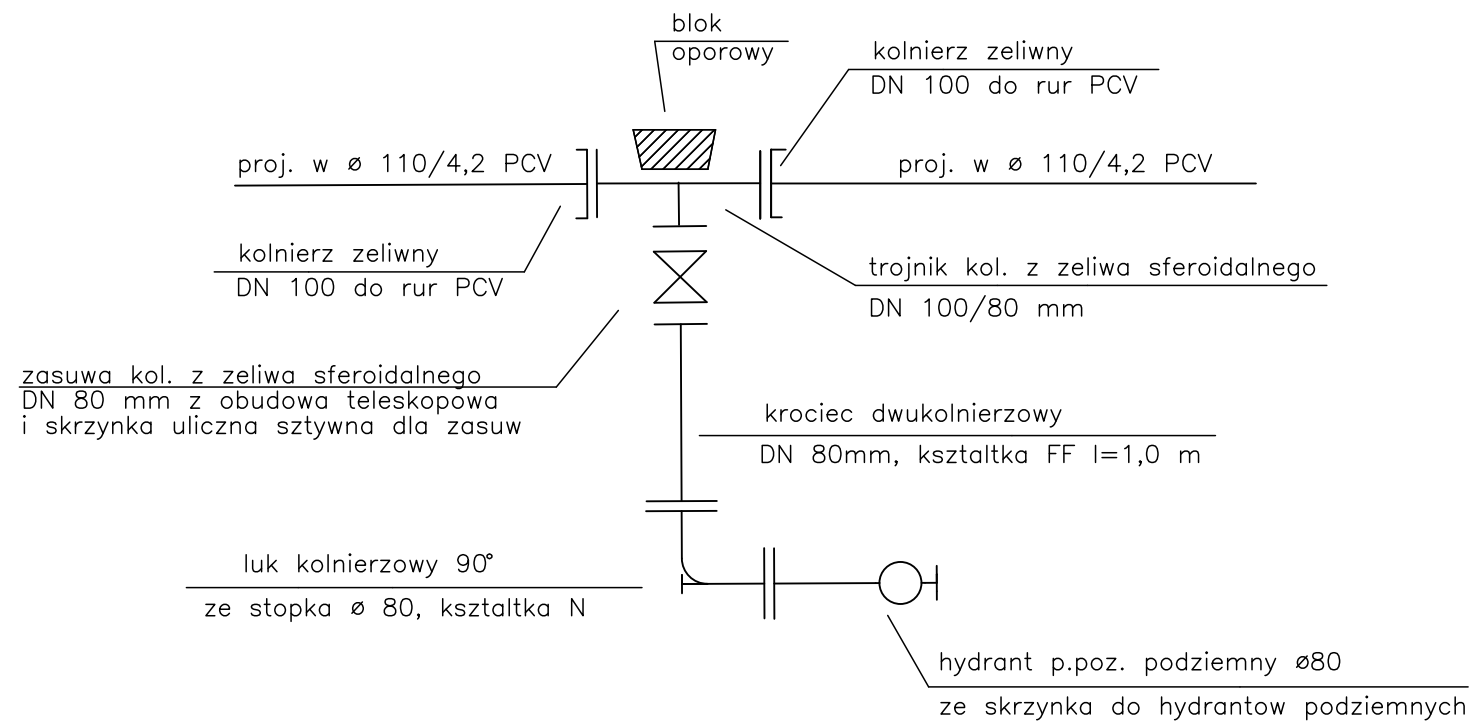 blok
oporowy
kolnierz zeliwny
DN 100 do rur PCV
proj. w ø 110/4,2 PCV
proj. w ø 110/4,2 PCV
kolnierz zeliwny
DN 100 do rur PCV
trojnik kol. z zeliwa sferoidalnego
DN 100/80 mm
zasuwa kol. z zeliwa sferoidalnego
DN 80 mm z obudowa teleskopowa
i skrzynka uliczna sztywna dla zasuw
krociec dwukolnierzowy
DN 80mm, ksztaltka FF l=1,0 m
luk kolnierzowy 90°
ze stopka ø 80, ksztaltka N
hydrant p.poz. podziemny ø80
ze skrzynka do hydrantow podziemnych